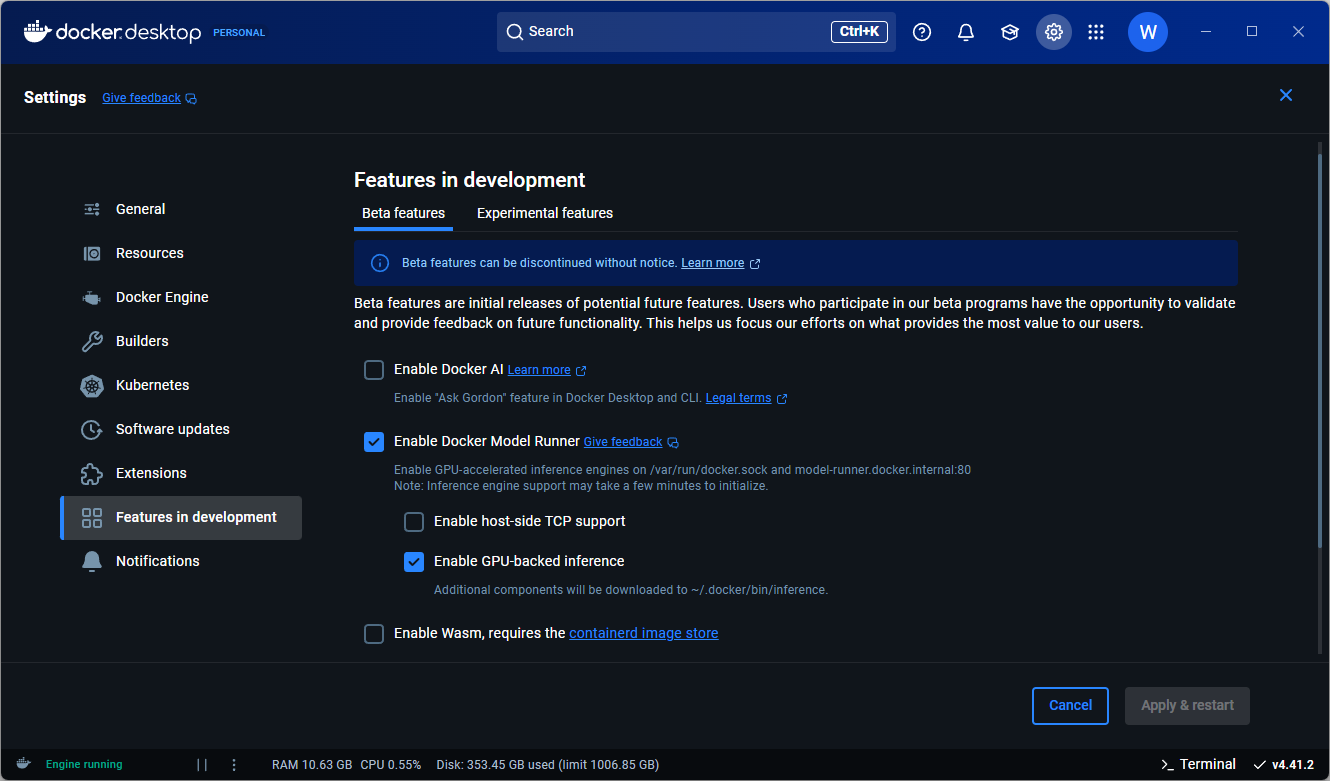 docker.desktop PERSONAL
Search
Ctrl+K
W
Settings
Give feedback
General
Resources
Docker Engine
Builders
Kubernetes
Software updates
Extensions
Features in development
Notifications
Features in development
Beta features
Experimental features
Beta features can be discontinued without notice. Learn more
Beta features are initial releases of potential future features. Users who participate in our beta programs have the opportunity to validate
and provide feedback on future functionality. This helps us focus our efforts on what provides the most value to our users.
Enable Docker AI Learn more
Enable "Ask Gordon" feature in Docker Desktop and CLI. Legal terms
Enable Docker Model Runner Give feedback
Enable GPU-accelerated inference engines on /var/run/docker.sock and model-runner.docker.internal:80
Note: Inference engine support may take a few minutes to initialize.
Enable host-side TCP support
Enable GPU-backed inference
Additional components will be downloaded to ~/.docker/bin/inference.
Enable Wasm, requires the containerd image store
Cancel
Apply & restart
Engine running
RAM 10.63 GB CPU 0.55% Disk: 353.45 GB used (limit 1006.85 GB)
>_ Terminal
v4.41.2